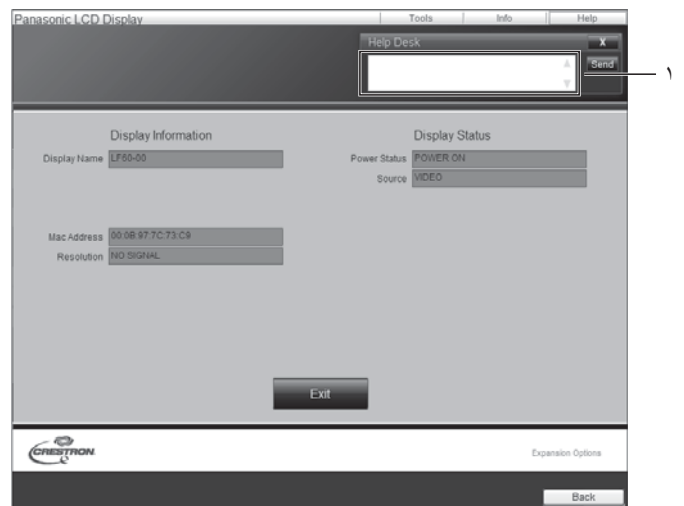 Panasonic LCD Display
Tools Info Help
Help Desk X
Send
١
Display Information Display Status
Display Name LF60-00 Power Status POWER ON
Source VIDEO
Mac Address 00:0B:97:7C:73:C9
Resolution NO SIGNAL
Exit
CRESTRON Expansion Options
Back